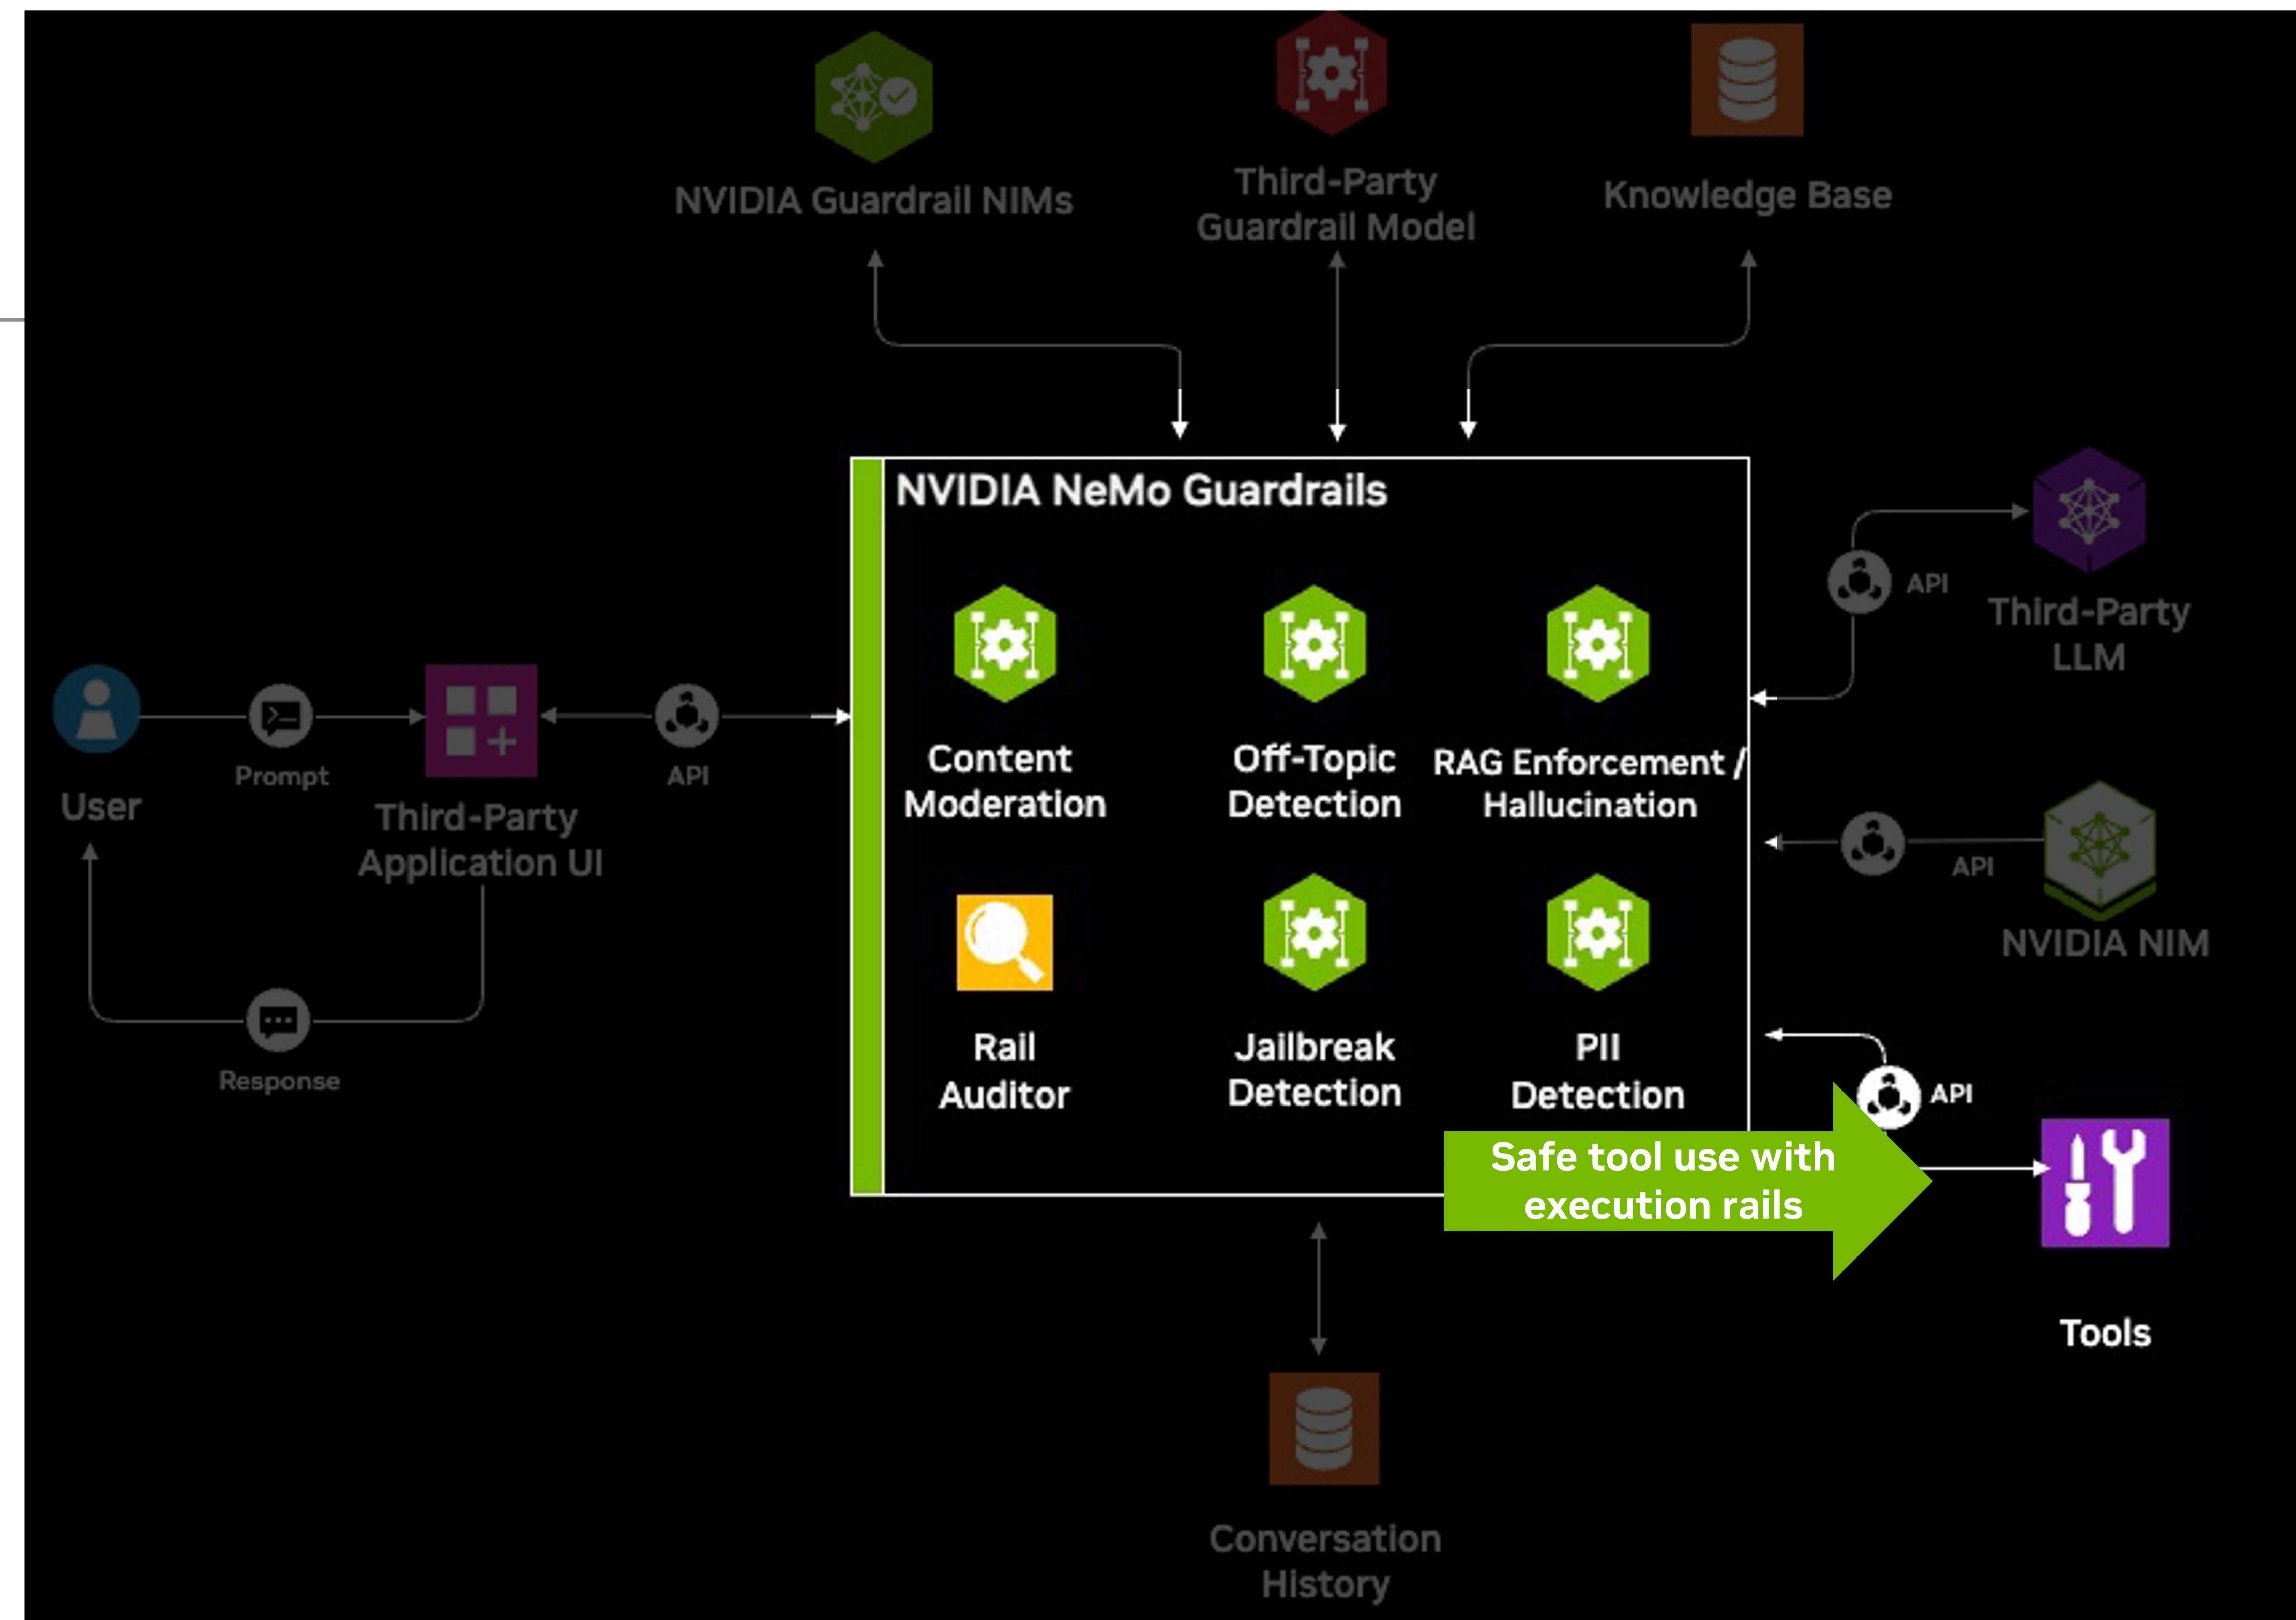 NVIDIA Guardrail NIMs
Third-Party
Guardrail Model
Knowledge Base
NVIDIA NeMo Guardrails
Content
Moderation
Off-Topic
Detection
RAG Enforcement /
Hallucination
Rail
Auditor
Jailbreak
Detection
PII
Detection
User
Prompt
Third-Party
Application UI
API
Response
API
Third-Party
LLM
API
NVIDIA NIM
API
Safe tool use with
execution rails
Tools
Conversation
History